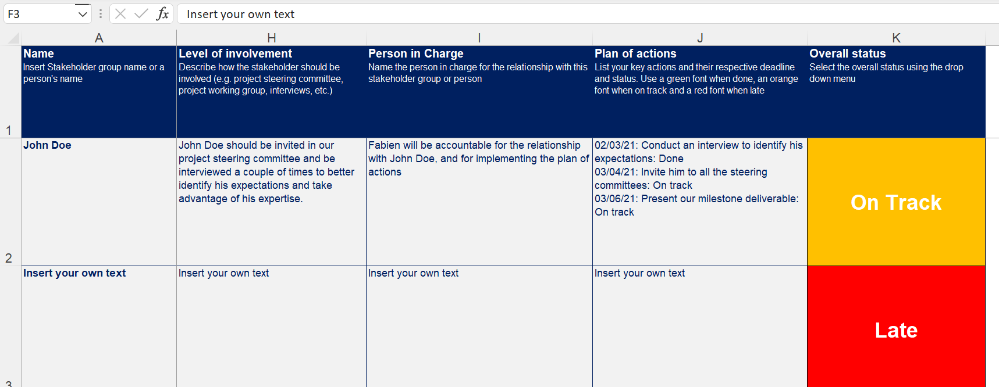 F3
fx
Insert your own text
A
H
I
J
K
Name
Insert Stakeholder group name or a
person's name
Level of involvement
Describe how the stakeholder should be
involved (e.g. project steering committee,
project working group, interviews, etc.)
Person in Charge
Name the person in charge for the relationship with this
stakeholder group or person
Plan of actions
List your key actions and their respective deadline
and status. Use a green font when done, an orange
font when on track and a red font when late
Overall status
Select the overall status using the drop
down menu
1
John Doe
John Doe should be invited in our
project steering committee and be
interviewed a couple of times to better
identify his expectations and take
advantage of his expertise.
Fabien will be accountable for the relationship
with John Doe, and for implementing the plan of
actions
02/03/21: Conduct an interview to identify his
expectations: Done
03/04/21: Invite him to all the steering
committees: On track
03/06/21: Present our milestone deliverable:
On track
On Track
2
Insert your own text
Insert your own text
Insert your own text
Insert your own text
Late
3